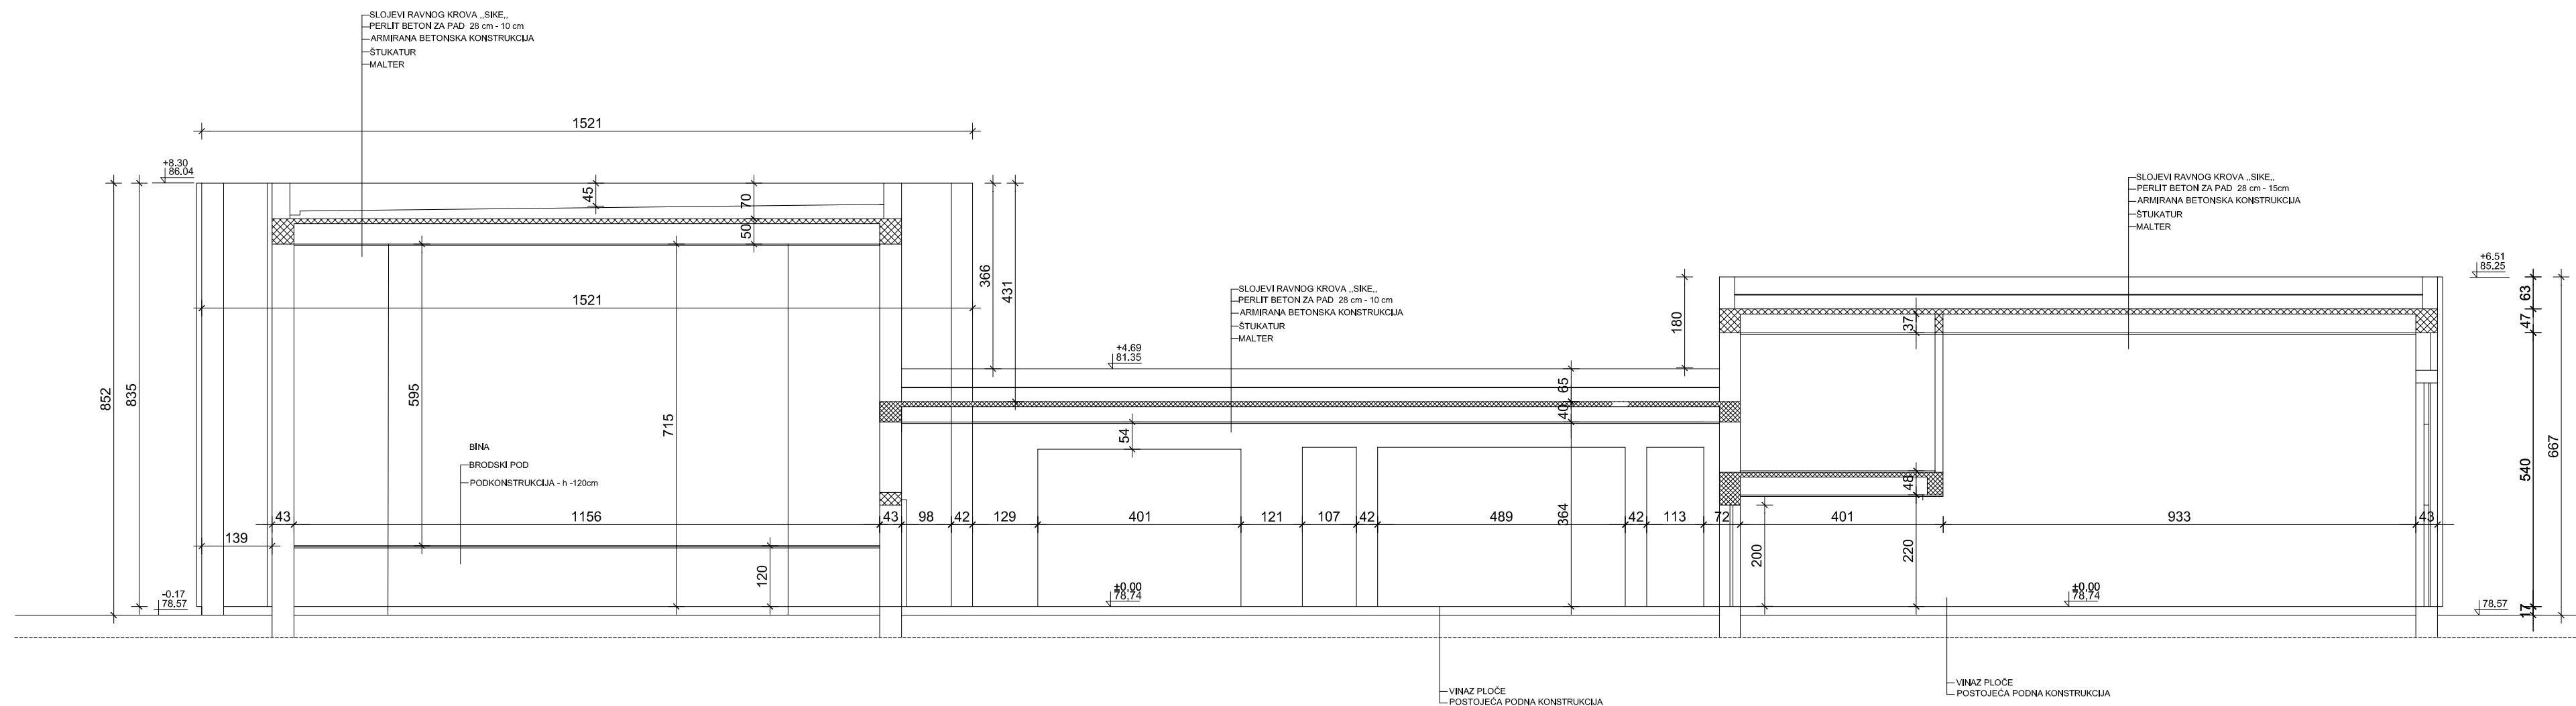 SLOJEVI RAVNOG KROVA ,,SIKE,,
PERLIT BETON ZA PAD 28 cm - 10 cm
ARMIRANA BETONSKA KONSTRUKCIJA
ŠTUKATUR
MALTER
1521
+8.30
86.04
45
70
50
SLOJEVI RAVNOG KROVA ,,SIKE,,
PERLIT BETON ZA PAD 28 cm - 15cm
ARMIRANA BETONSKA KONSTRUKCIJA
ŠTUKATUR
MALTER
+6.51
85.25
63
47
37
366
431
180
1521
SLOJEVI RAVNOG KROVA ,,SIKE,,
PERLIT BETON ZA PAD 28 cm - 10 cm
ARMIRANA BETONSKA KONSTRUKCIJA
ŠTUKATUR
MALTER
+4.69
81.35
852
835
595
715
65
40
54
667
540
BINA
BRODSKI POD
PODKONSTRUKCIJA - h -120cm
48
43
1156
43
98
42
129
401
121
107
42
489
364
42
113
72
401
933
43
139
120
200
220
-0.17
78,57
±0.00
78,74
±0.00
78,74
78,57
17
VINAZ PLOČE
POSTOJEĆA PODNA KONSTRUKCIJA
VINAZ PLOČE
POSTOJEĆA PODNA KONSTRUKCIJA